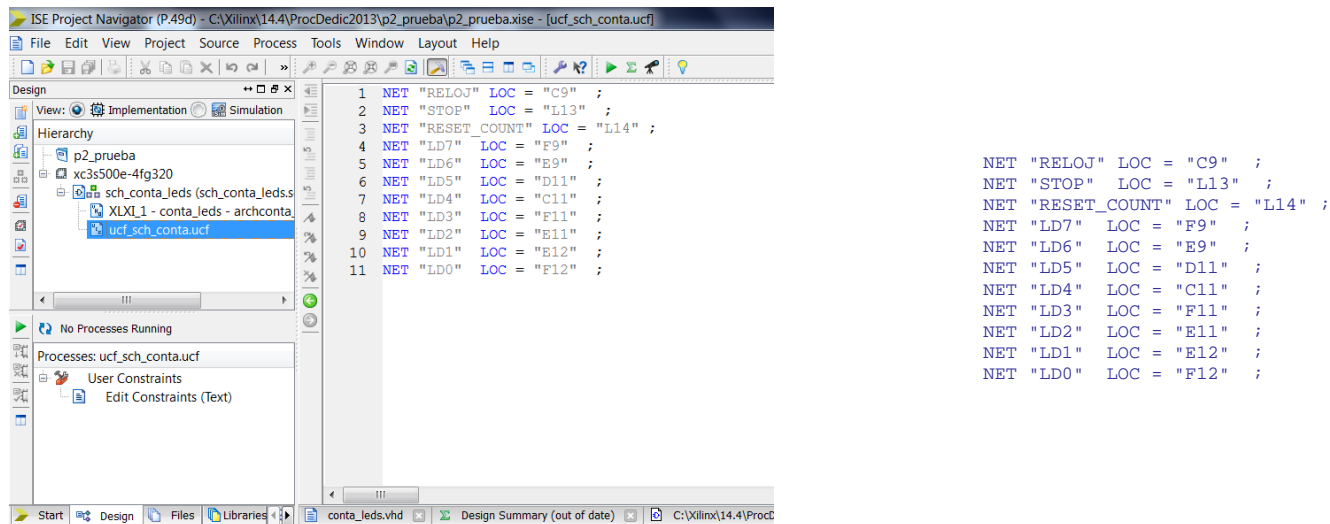 ISE Project Navigator (P.49d) - C:\Xilinx\14.4\ProcDedic2013\p2_prueba\p2_prueba.xise - [ucf_sch_conta.ucf]
File Edit View Project Source Process Tools Window Layout Help
Design
View: Implementation Simulation
Hierarchy
p2_prueba
xc3s500e-4fg320
sch_conta_leds (sch_conta_leds.s
XLXI_1 - conta_leds - archconta_
ucf_sch_conta.ucf
No Processes Running
Processes: ucf_sch_conta.ucf
User Constraints
Edit Constraints (Text)
Start Design Files Libraries
1 NET "RELOJ" LOC = "C9" ;
2 NET "STOP" LOC = "L13" ;
3 NET "RESET_COUNT" LOC = "L14" ;
4 NET "LD7" LOC = "F9" ;
5 NET "LD6" LOC = "E9" ;
6 NET "LD5" LOC = "D11" ;
7 NET "LD4" LOC = "C11" ;
8 NET "LD3" LOC = "F11" ;
9 NET "LD2" LOC = "E11" ;
10 NET "LD1" LOC = "E12" ;
11 NET "LD0" LOC = "F12" ;
conta_leds.vhd Design Summary (out of date) C:\Xilinx\14.4\ProcD
NET "RELOJ" LOC = "C9" ;
NET "STOP" LOC = "L13" ;
NET "RESET_COUNT" LOC = "L14" ;
NET "LD7" LOC = "F9" ;
NET "LD6" LOC = "E9" ;
NET "LD5" LOC = "D11" ;
NET "LD4" LOC = "C11" ;
NET "LD3" LOC = "F11" ;
NET "LD2" LOC = "E11" ;
NET "LD1" LOC = "E12" ;
NET "LD0" LOC = "F12" ;